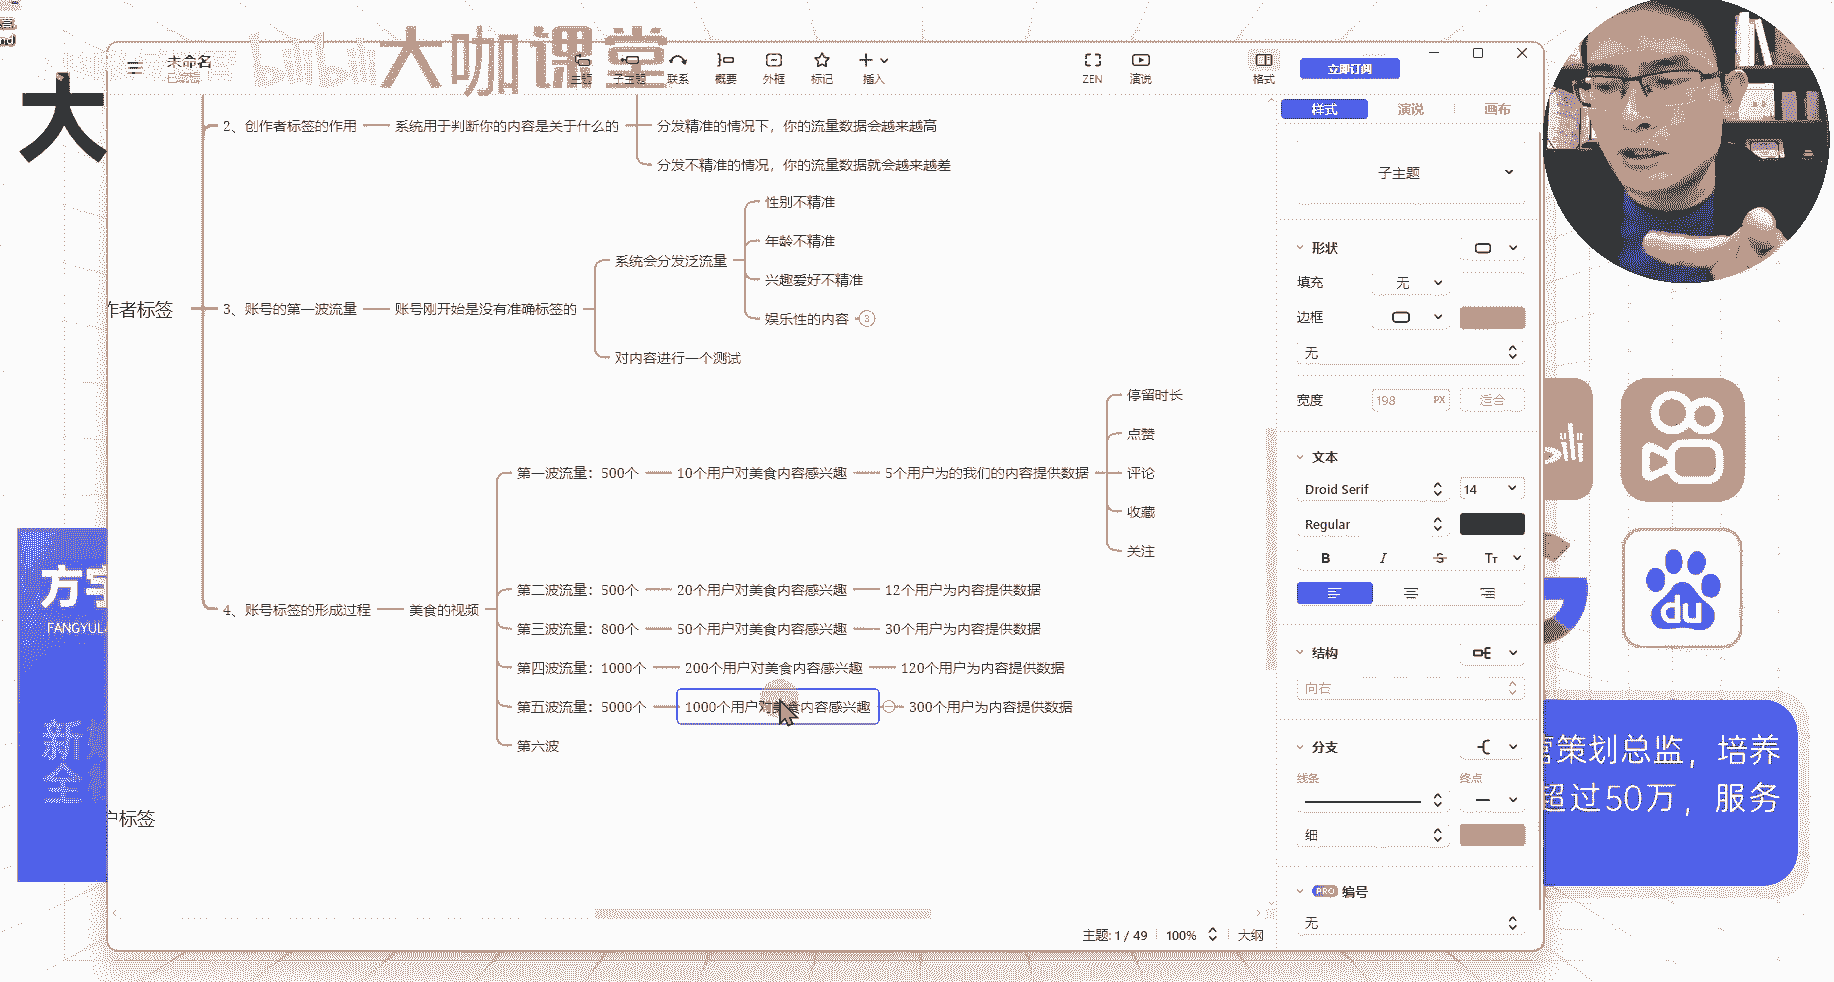 大咖课堂
bilibili
大
未命名
已编辑
主题
子主题
联系
概要
外框
标记
插入
ZEN
演说
格式
立即订阅
样式
演说
画布
子主题
形状
填充
无
边框
无
宽度
198
PX
适合
文本
Droid Serif
14
Regular
B
I
S
Tт
结构
向右
分支
线条
终点
细
PRO
编号
无
2、创作者标签的作用
系统用于判断你的内容是关于什么的
分发精准的情况下，你的流量数据会越来越高
分发不精准的情况，你的流量数据就会越来越差
作者标签
3、账号的第一波流量
账号刚开始是没有准确标签的
系统会分发泛流量
性别不精准
年龄不精准
兴趣爱好不精准
娱乐性的内容
3
对内容进行一个测试
4、账号标签的形成过程
美食的视频
第一波流量：500个
10个用户对美食内容感兴趣
5个用户为的我们的内容提供数据
停留时长
点赞
评论
收藏
关注
第二波流量：500个
20个用户对美食内容感兴趣
12个用户为内容提供数据
第三波流量：800个
50个用户对美食内容感兴趣
30个用户为内容提供数据
第四波流量：1000个
200个用户对美食内容感兴趣
120个用户为内容提供数据
第五波流量：5000个
1000个用户对美食内容感兴趣
300个用户为内容提供数据
第六波
户标签
主题: 1 / 49
100%
大纲
方宇
FANGYUL
新媒
全
du
营策划总监，培养
超过50万，服务